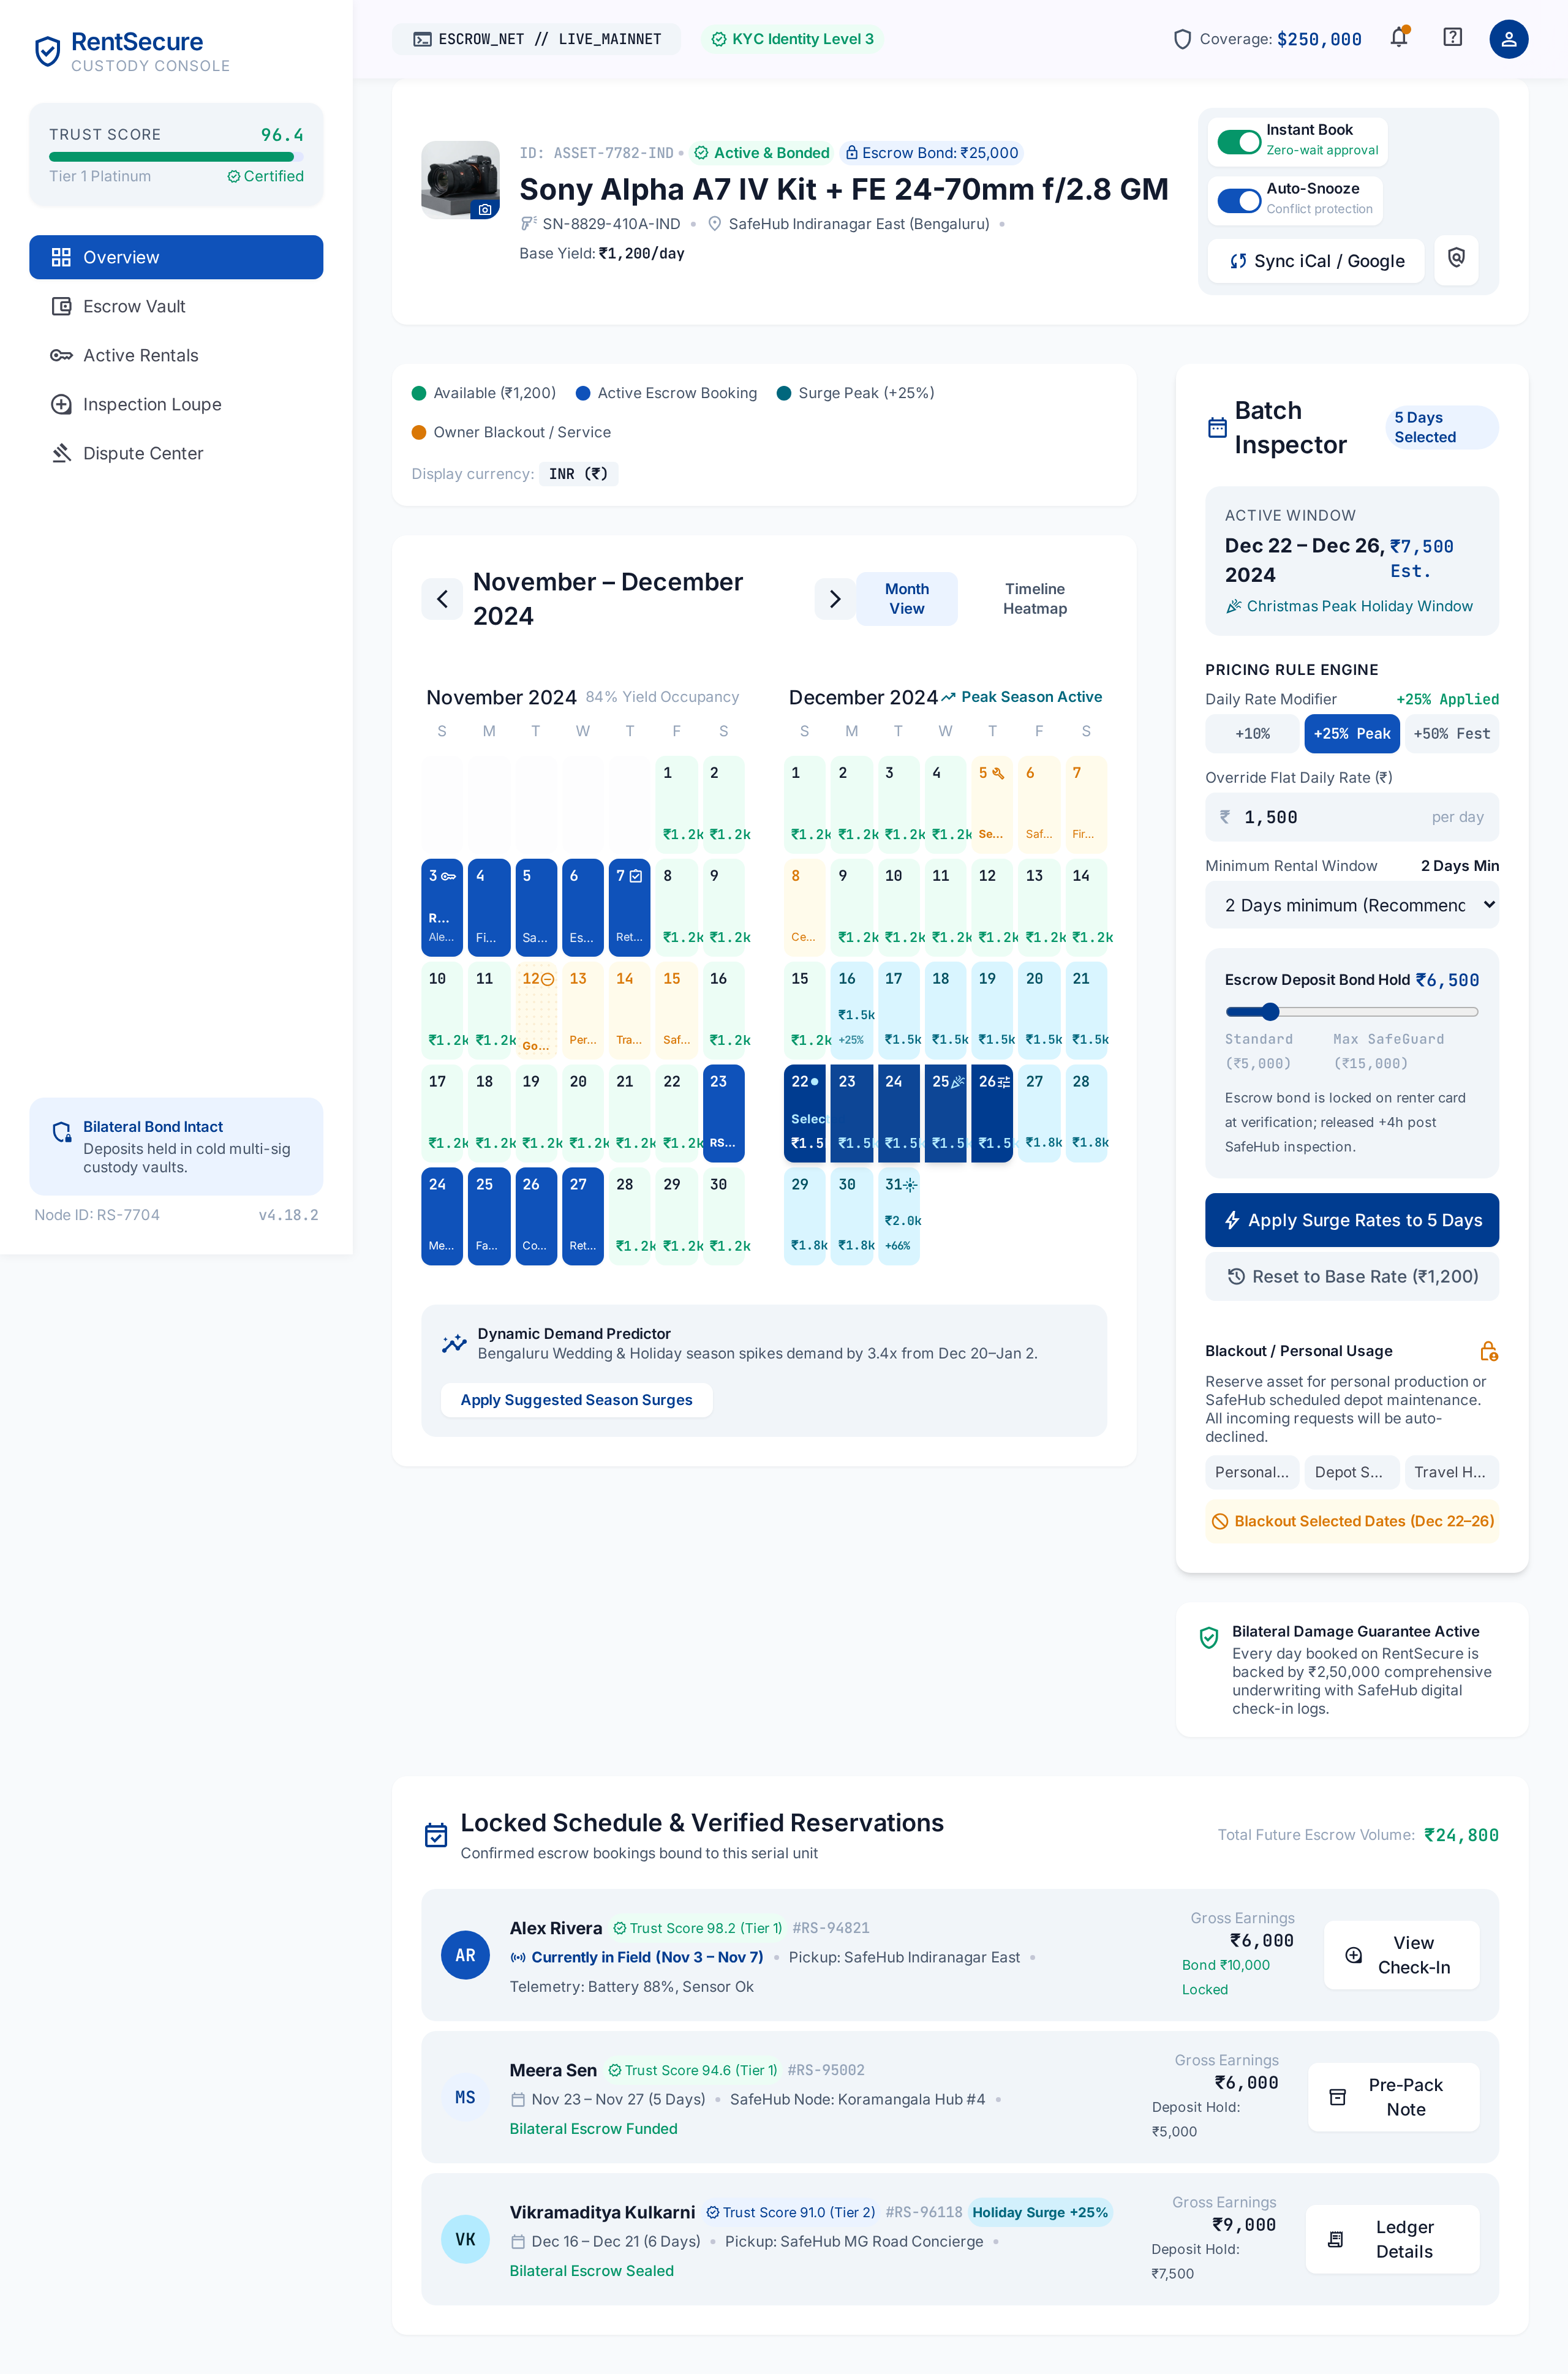 RentSecure
CUSTODY CONSOLE
TRUST SCORE 96.4
Tier 1 Platinum Certified
Overview
Escrow Vault
Active Rentals
Inspection Loupe
Dispute Center
Bilateral Bond Intact
Deposits held in cold multi-sig
custody vaults.
Node ID: RS-7704 v4.18.2
ESCROW_NET // LIVE_MAINNET
KYC Identity Level 3
Coverage: $250,000
ID: ASSET-7782-IND • Active & Bonded Escrow Bond: ₹25,000
Sony Alpha A7 IV Kit + FE 24-70mm f/2.8 GM
SN-8829-410A-IND • SafeHub Indiranagar East (Bengaluru) •
Base Yield: ₹1,200/day
Instant Book
Zero-wait approval
Auto-Snooze
Conflict protection
Sync iCal / Google
Available (₹1,200) Active Escrow Booking Surge Peak (+25%)
Owner Blackout / Service
Display currency: INR (₹)
November – December
2024
Month
View
Timeline
Heatmap
November 2024 84% Yield Occupancy
S M T W T F S
1 2
₹1.2k ₹1.2k
3 4 5 6 7 8 9
R...
Ale... Fi... Sa... Es... Ret... ₹1.2k ₹1.2k
10 11 12 13 14 15 16
₹1.2k ₹1.2k Go... Per... Tra... Saf... ₹1.2k
17 18 19 20 21 22 23
₹1.2k ₹1.2k ₹1.2k ₹1.2k ₹1.2k ₹1.2k RS...
24 25 26 27 28 29 30
Me... Fa... Co... Ret... ₹1.2k ₹1.2k ₹1.2k
December 2024 Peak Season Active
S M T W T F S
1 2 3 4 5 6 7
₹1.2k ₹1.2k ₹1.2k ₹1.2k Se... Saf... Fir...
8 9 10 11 12 13 14
Ce... ₹1.2k ₹1.2k ₹1.2k ₹1.2k ₹1.2k ₹1.2k
15 16 17 18 19 20 21
₹1.5k
₹1.2k +25% ₹1.5k ₹1.5k ₹1.5k ₹1.5k ₹1.5k
22 23 24 25 26 27 28
Selec
₹1.5 ₹1.5 ₹1.5 ₹1.5 ₹1.5 ₹1.8k ₹1.8k
29 30 31
₹2.0k
₹1.8k ₹1.8k +66%
Dynamic Demand Predictor
Bengaluru Wedding & Holiday season spikes demand by 3.4x from Dec 20–Jan 2.
Apply Suggested Season Surges
Batch
Inspector
5 Days
Selected
ACTIVE WINDOW
Dec 22 – Dec 26,
2024
₹7,500
Est.
Christmas Peak Holiday Window
PRICING RULE ENGINE
Daily Rate Modifier +25% Applied
+10% +25% Peak +50% Fest
Override Flat Daily Rate (₹)
₹ 1,500 per day
Minimum Rental Window 2 Days Min
2 Days minimum (Recommenc
Escrow Deposit Bond Hold ₹6,500
Standard
(₹5,000)
Max SafeGuard
(₹15,000)
Escrow bond is locked on renter card
at verification; released +4h post
SafeHub inspection.
Apply Surge Rates to 5 Days
Reset to Base Rate (₹1,200)
Blackout / Personal Usage
Reserve asset for personal production or
SafeHub scheduled depot maintenance.
All incoming requests will be auto-
declined.
Personal... Depot S... Travel H...
Blackout Selected Dates (Dec 22–26)
Bilateral Damage Guarantee Active
Every day booked on RentSecure is
backed by ₹2,50,000 comprehensive
underwriting with SafeHub digital
check-in logs.
Locked Schedule & Verified Reservations
Confirmed escrow bookings bound to this serial unit
Total Future Escrow Volume: ₹24,800
AR
Alex Rivera Trust Score 98.2 (Tier 1) #RS-94821
Currently in Field (Nov 3 – Nov 7) • Pickup: SafeHub Indiranagar East •
Telemetry: Battery 88%, Sensor Ok
Gross Earnings
₹6,000
Bond ₹10,000
Locked
View
Check-In
MS
Meera Sen Trust Score 94.6 (Tier 1) #RS-95002
Nov 23 – Nov 27 (5 Days) • SafeHub Node: Koramangala Hub #4 •
Bilateral Escrow Funded
Gross Earnings
₹6,000
Deposit Hold:
₹5,000
Pre-Pack
Note
VK
Vikramaditya Kulkarni Trust Score 91.0 (Tier 2) #RS-96118 Holiday Surge +25%
Dec 16 – Dec 21 (6 Days) • Pickup: SafeHub MG Road Concierge •
Bilateral Escrow Sealed
Gross Earnings
₹9,000
Deposit Hold:
₹7,500
Ledger
Details